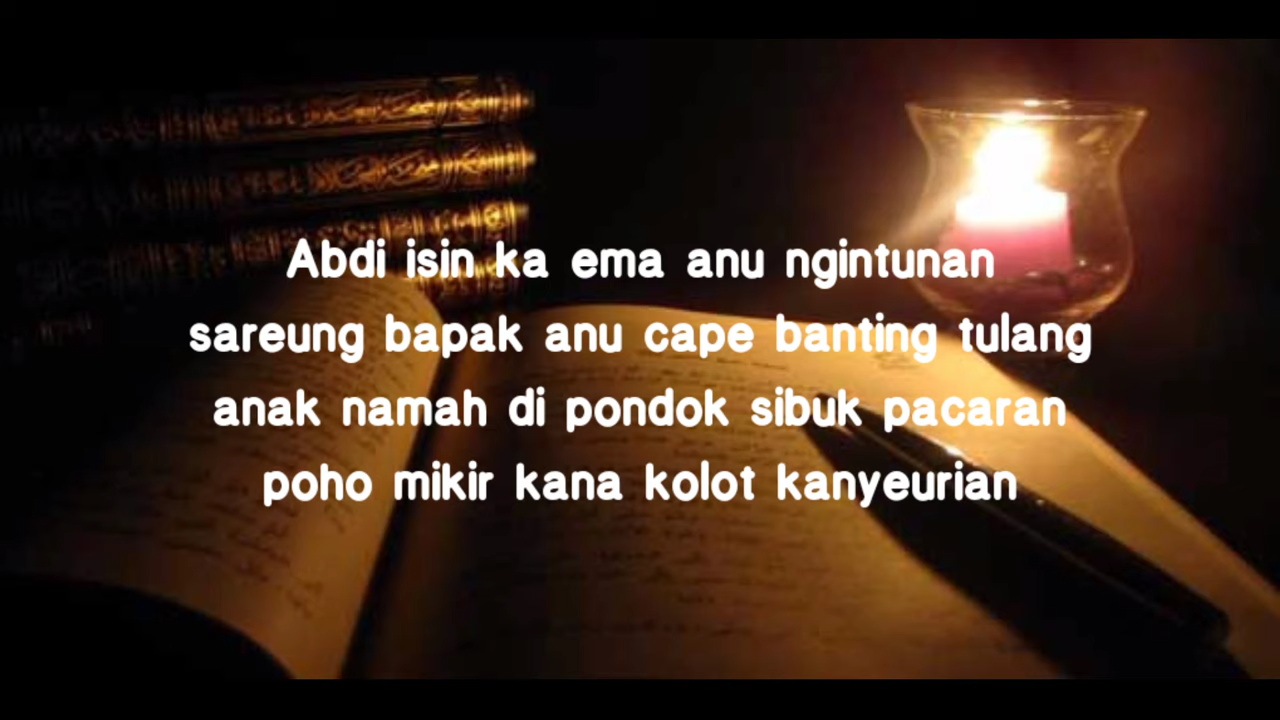 Abdi isin ka ema anu ngintunan
sareung bapak anu cape banting tulang
anak namah di pondok sibuk pacaran
poho mikir kana kolot kanyeurian